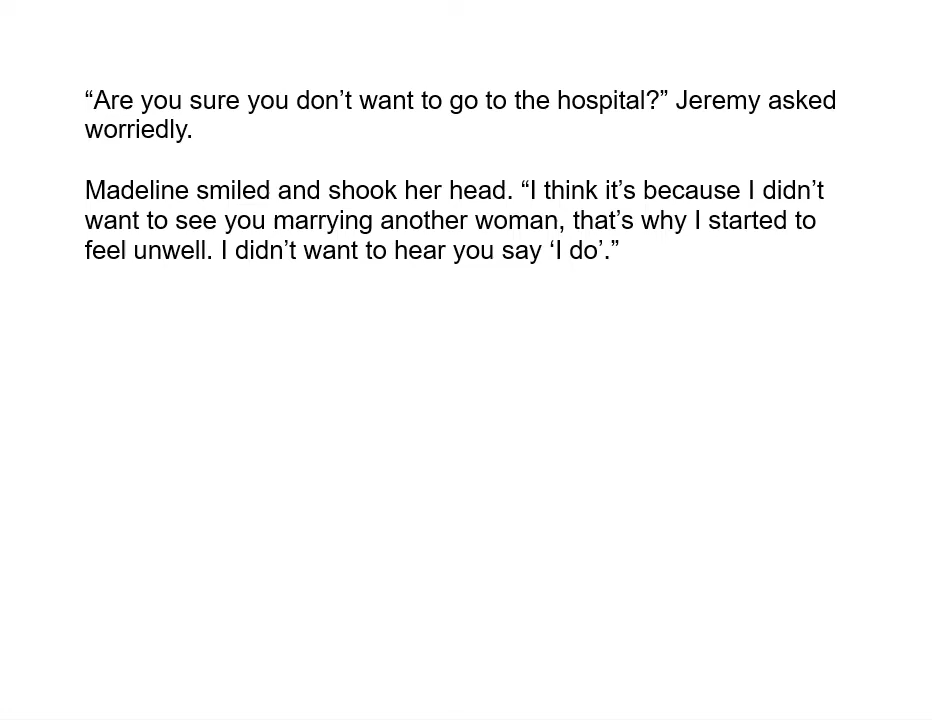 “Are you sure you don’t want to go to the hospital?” Jeremy asked
worriedly.
Madeline smiled and shook her head. “I think it’s because I didn’t
want to see you marrying another woman, that’s why I started to
feel unwell. I didn’t want to hear you say ‘I do’.”